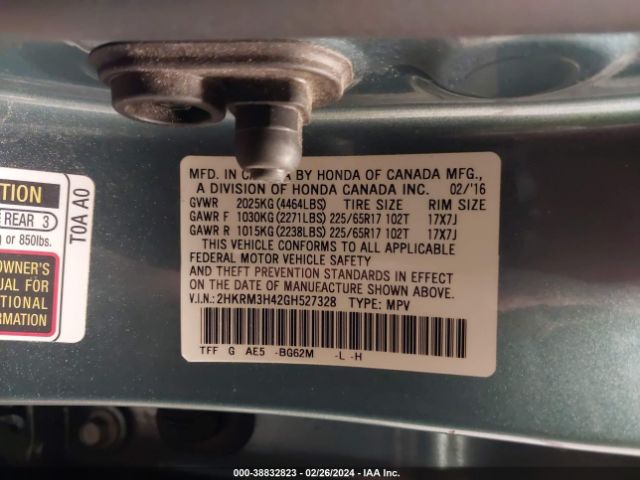 MFD. IN CANADA BY HONDA OF CANADA MFG.,
A DIVISION OF HONDA CANADA INC. 02/'16
GVWR 2025KG (4464LBS) TIRE SIZE RIM SIZE
GAWR F 1030KG (2271LBS) 225/65R17 102T 17X7J
GAWR R 1015KG (2238LBS) 225/65R17 102T 17X7J
THIS VEHICLE CONFORMS TO ALL APPLICABLE
FEDERAL MOTOR VEHICLE SAFETY
AND THEFT PREVENTION STANDARDS IN EFFECT
ON THE DATE OF MANUFACTURE SHOWN ABOVE.
V.I.N.: 2HKRM3H42GH527328 TYPE: MPV
TFF G AE5 -BG62M -L -H
TION
REAR 3
or 850lbs.
OWNER'S
UAL FOR
TIONAL
RMATION
T0A A0
000-38832823 - 02/26/2024 - IAA Inc.